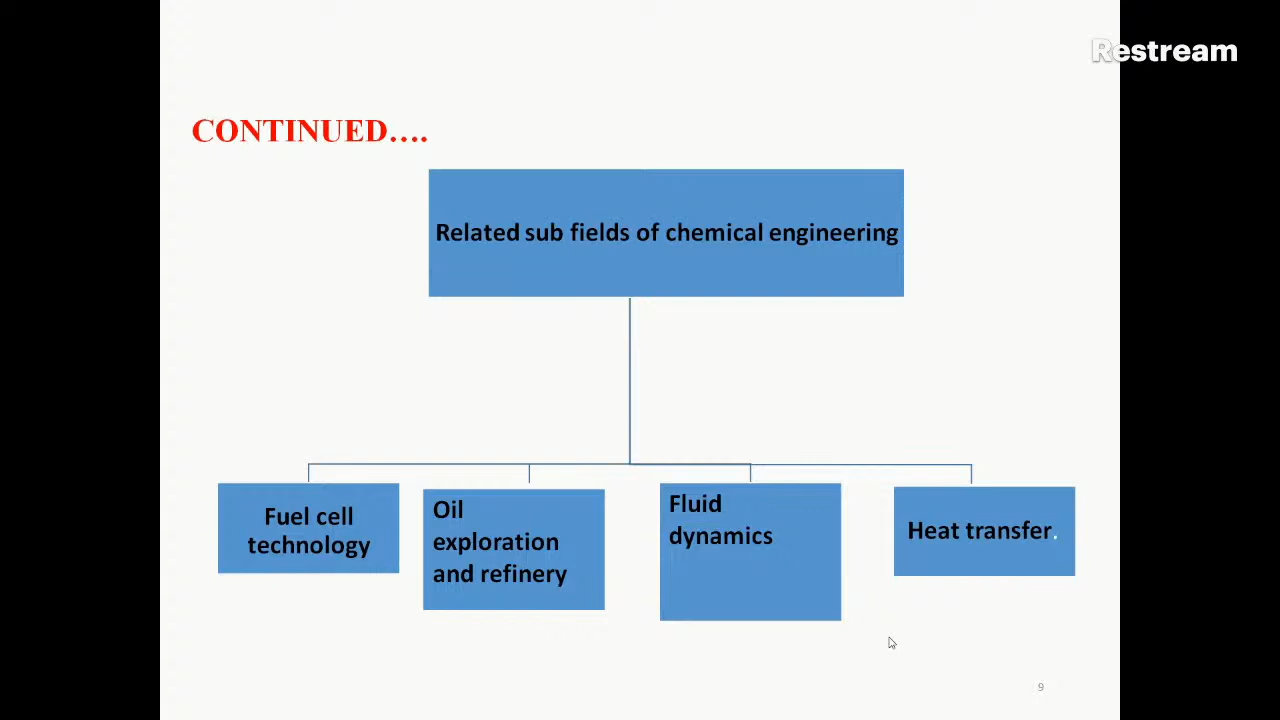 Restream
CONTINUED….
Related sub fields of chemical engineering
Fuel cell
technology
Oil
exploration
and refinery
Fluid
dynamics
Heat transfer.
9